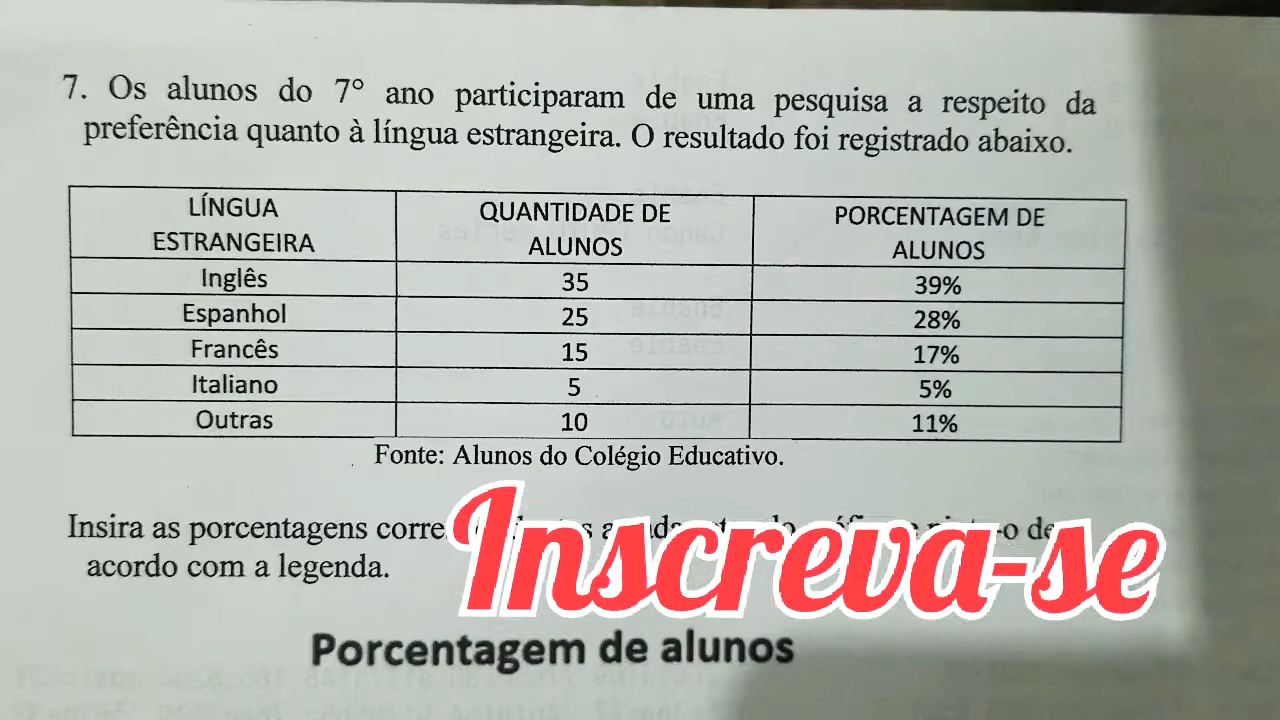 7. Os alunos do 7° ano participaram de uma pesquisa a respeito da
preferência quanto à língua estrangeira. O resultado foi registrado abaixo.
LÍNGUA ESTRANGEIRA QUANTIDADE DE ALUNOS PORCENTAGEM DE ALUNOS
Inglês 35 39%
Espanhol 25 28%
Francês 15 17%
Italiano 5 5%
Outras 10 11%
Fonte: Alunos do Colégio Educativo.
Insira as porcentagens de
acordo com a legenda.
Inscreva-se
Porcentagem de alunos